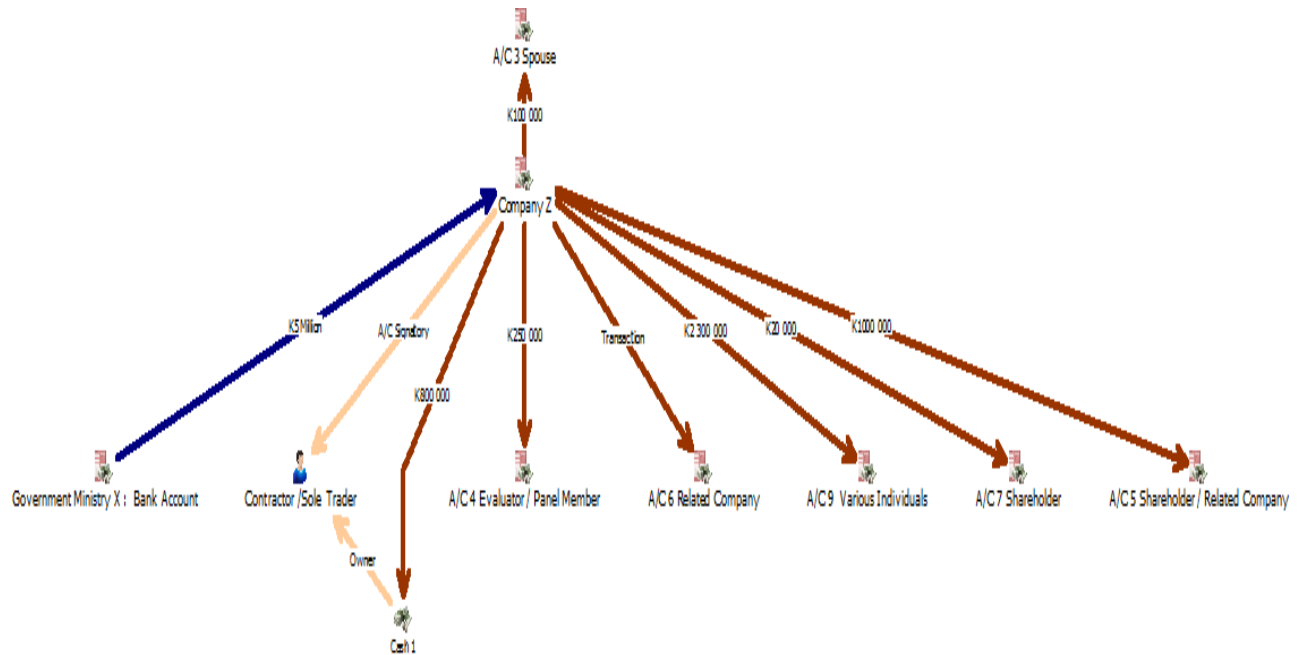 A/C 3 Spouse
K100 000
Company Z
K5 Million
A/C Signatory
K800 000
K250 000
Transaction
K2 300 000
K20 000
K1000 000
Government Ministry X : Bank Account
Contractor /Sole Trader
A/C 4 Evaluator / Panel Member
A/C 6 Related Company
A/C 9 Various Individuals
A/C 7 Shareholder
A/C 5 Shareholder / Related Company
Owner
Cash 1